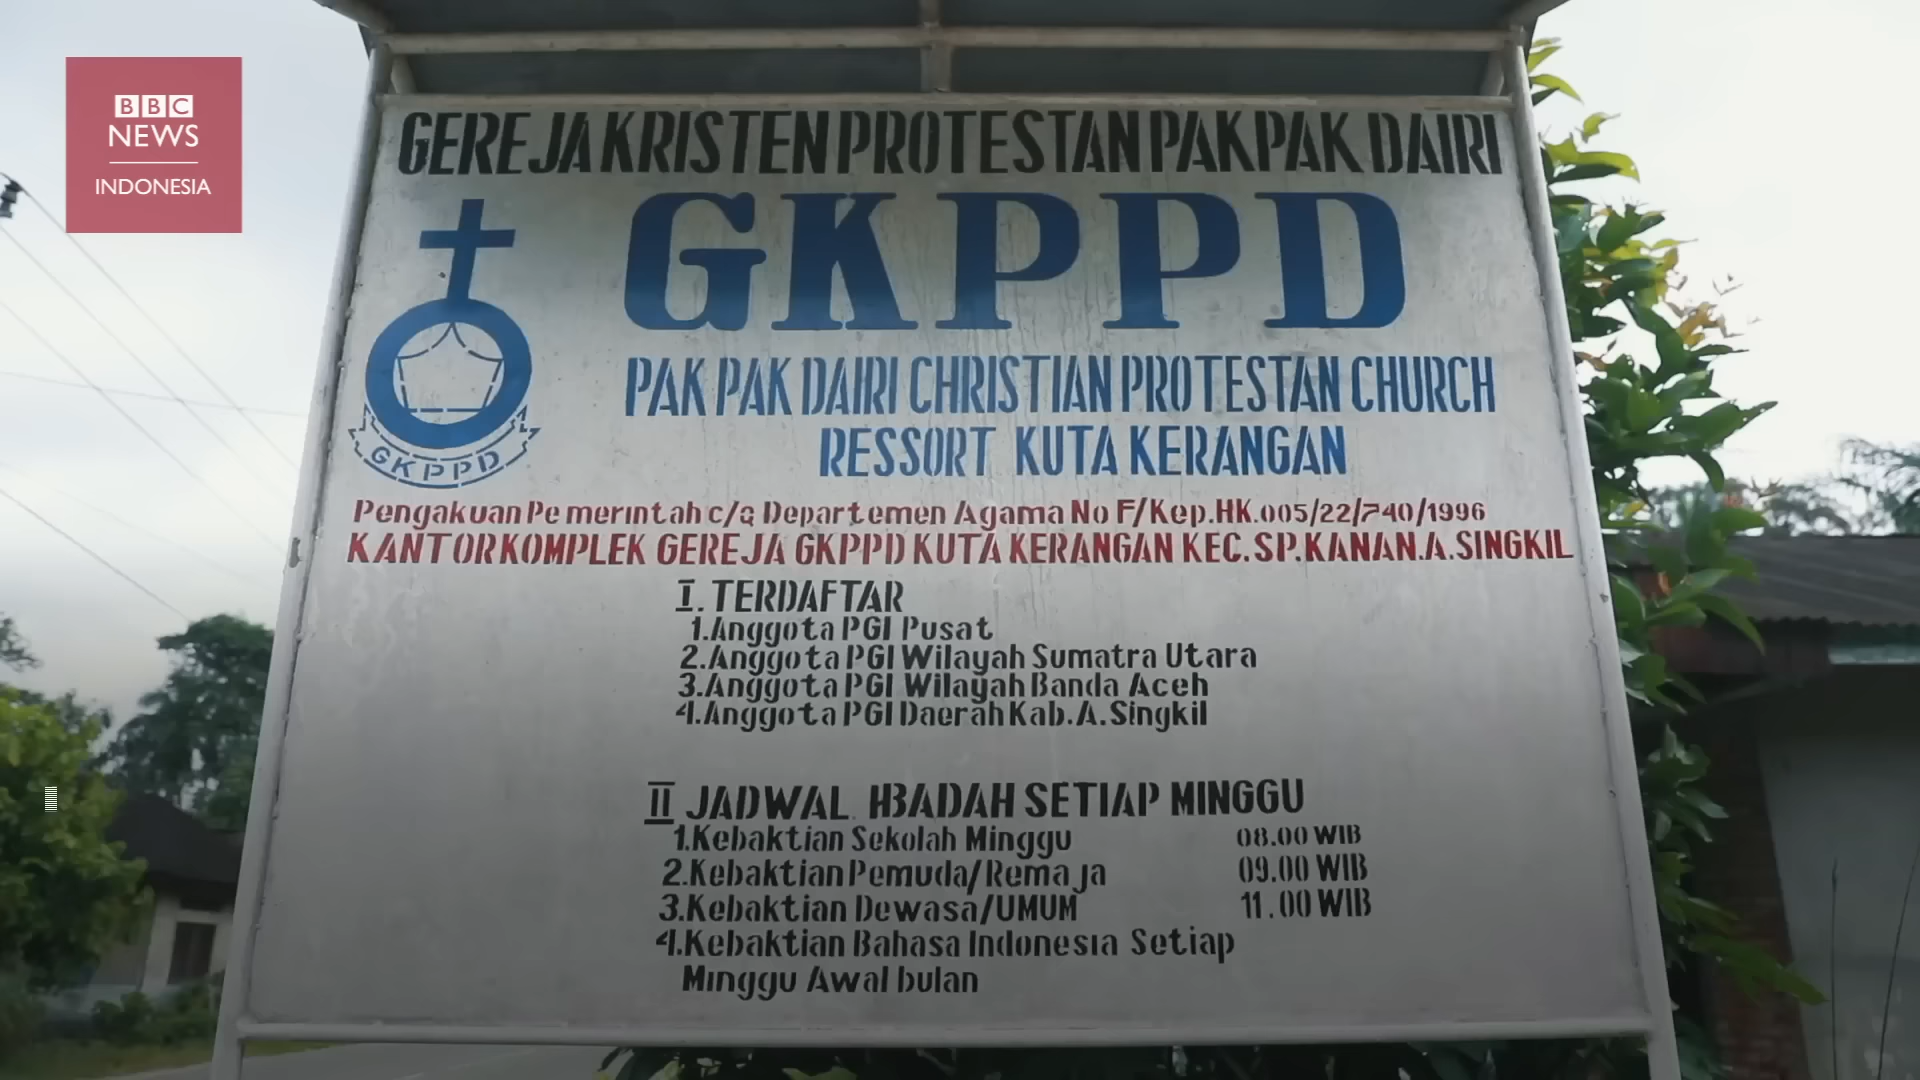 BBC
NEWS
INDONESIA
GEREJA KRISTEN PROTESTAN PAKPAK DAIRI
GKPPD
PAK PAK DAIRI CHRISTIAN PROTESTAN CHURCH
RESSORT KUTA KERANGAN
GKPPD
Pengakuan Pemerintah c/q Departemen Agama No F/Kep.HK.005/22/740/1996
KANTOR KOMPLEK GEREJA GKPPD KUTA KERANGAN KEC.SP.KANAN.A.SINGKIL
I. TERDAFTAR
1.Anggota PGI Pusat
2.Anggota PGI Wilayah Sumatra Utara
3.Anggota PGI Wilayah Banda Aceh
4.Anggota PGI Daerah Kab.A.Singkil
II JADWAL IBADAH SETIAP MINGGU
1.Kebaktian Sekolah Minggu 08.00 WIB
2.Kebaktian Pemuda/Remaja 09.00 WIB
3.Kebaktian Dewasa/UMUM 11.00 WIB
4.Kebaktian Bahasa Indonesia Setiap
Minggu Awal bulan